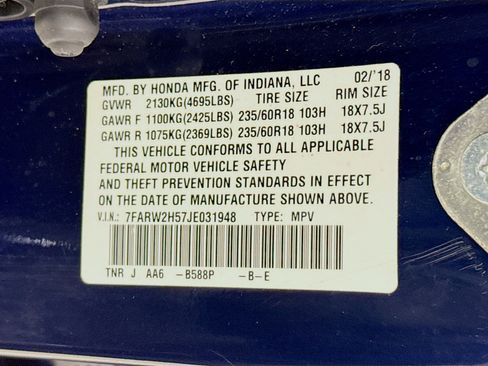 MFD. BY HONDA MFG. OF INDIANA, LLC 02/'18
GVWR 2130KG(4695LBS) TIRE SIZE RIM SIZE
GAWR F 1100KG(2425LBS) 235/60R18 103H 18X7.5J
GAWR R 1075KG(2369LBS) 235/60R18 103H 18X7.5J
THIS VEHICLE CONFORMS TO ALL APPLICABLE
FEDERAL MOTOR VEHICLE SAFETY
AND THEFT PREVENTION STANDARDS IN EFFECT
ON THE DATE OF MANUFACTURE SHOWN ABOVE.
V.I.N.: 7FARW2H57JE031948 TYPE: MPV
TNR J AA6 -B588P -B-E